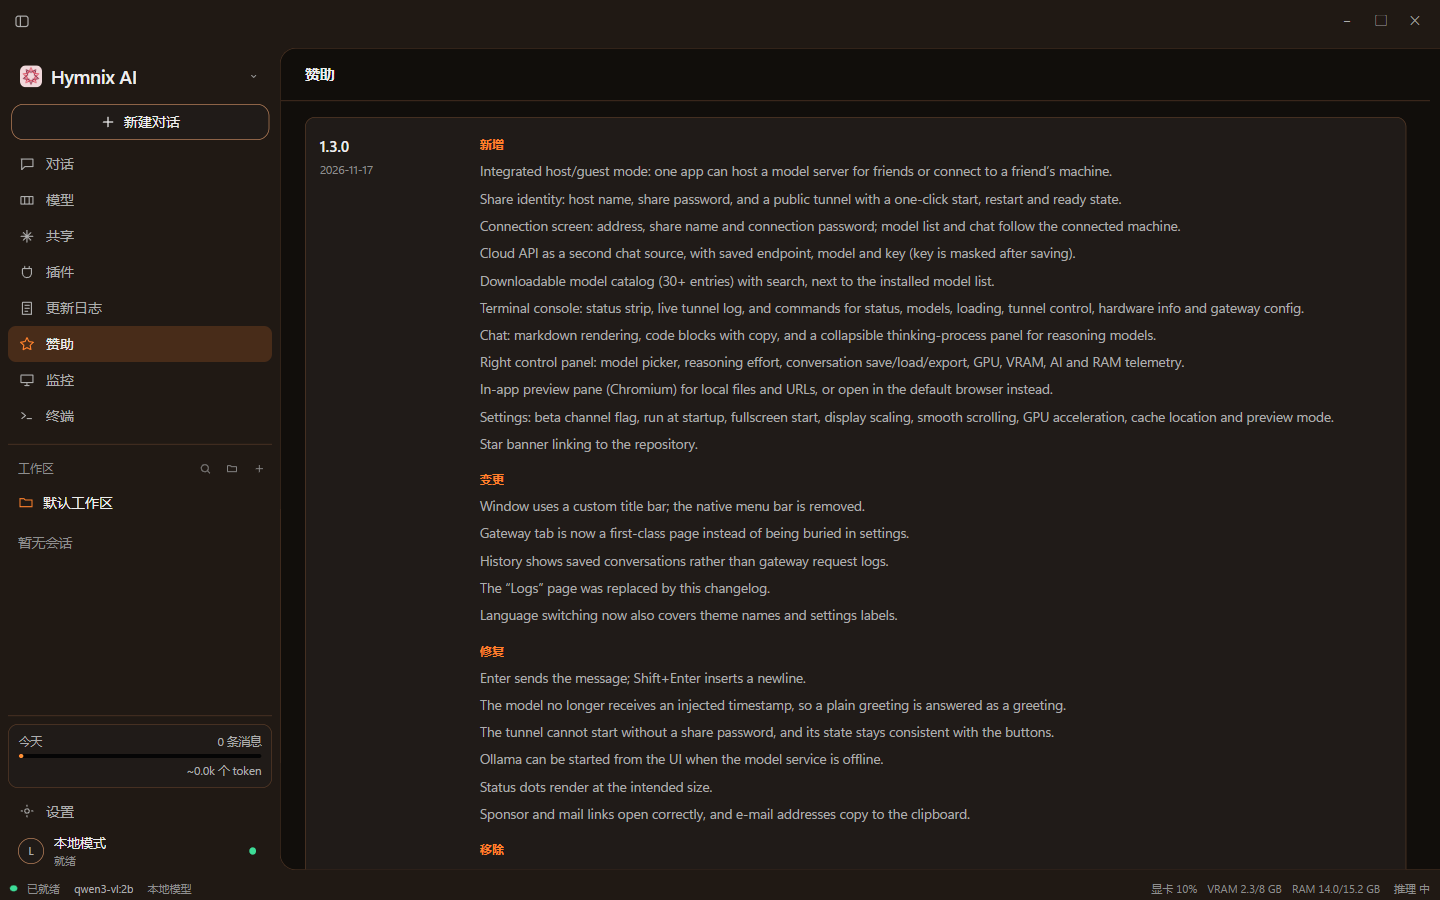 Hymnix AI
新建对话
对话
模型
共享
插件
更新日志
赞助
监控
终端
工作区
默认工作区
暂无会话
今天 0 条消息
~0.0k 个 token
设置
L
本地模式
就绪
赞助
1.3.0
2026-11-17
新增
Integrated host/guest mode: one app can host a model server for friends or connect to a friend's machine.
Share identity: host name, share password, and a public tunnel with a one-click start, restart and ready state.
Connection screen: address, share name and connection password; model list and chat follow the connected machine.
Cloud API as a second chat source, with saved endpoint, model and key (key is masked after saving).
Downloadable model catalog (30+ entries) with search, next to the installed model list.
Terminal console: status strip, live tunnel log, and commands for status, models, loading, tunnel control, hardware info and gateway config.
Chat: markdown rendering, code blocks with copy, and a collapsible thinking-process panel for reasoning models.
Right control panel: model picker, reasoning effort, conversation save/load/export, GPU, VRAM, AI and RAM telemetry.
In-app preview pane (Chromium) for local files and URLs, or open in the default browser instead.
Settings: beta channel flag, run at startup, fullscreen start, display scaling, smooth scrolling, GPU acceleration, cache location and preview mode.
Star banner linking to the repository.
变更
Window uses a custom title bar; the native menu bar is removed.
Gateway tab is now a first-class page instead of being buried in settings.
History shows saved conversations rather than gateway request logs.
The “Logs” page was replaced by this changelog.
Language switching now also covers theme names and settings labels.
修复
Enter sends the message; Shift+Enter inserts a newline.
The model no longer receives an injected timestamp, so a plain greeting is answered as a greeting.
The tunnel cannot start without a share password, and its state stays consistent with the buttons.
Ollama can be started from the UI when the model service is offline.
Status dots render at the intended size.
Sponsor and mail links open correctly, and e-mail addresses copy to the clipboard.
移除
已就绪 qwen3-vl:2b 本地模型
显卡 10% VRAM 2.3/8 GB RAM 14.0/15.2 GB 推理 中